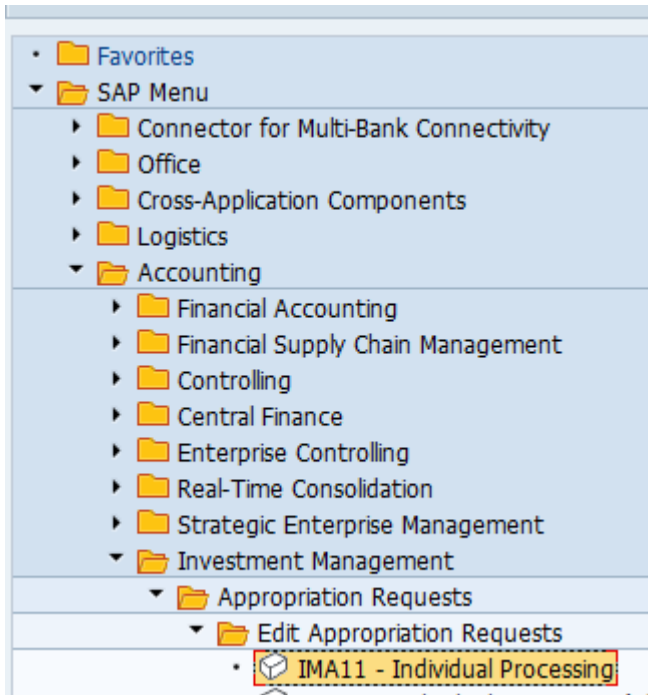 Favorites
SAP Menu
Connector for Multi-Bank Connectivity
Office
Cross-Application Components
Logistics
Accounting
Financial Accounting
Financial Supply Chain Management
Controlling
Central Finance
Enterprise Controlling
Real-Time Consolidation
Strategic Enterprise Management
Investment Management
Appropriation Requests
Edit Appropriation Requests
IMA11 - Individual Processing